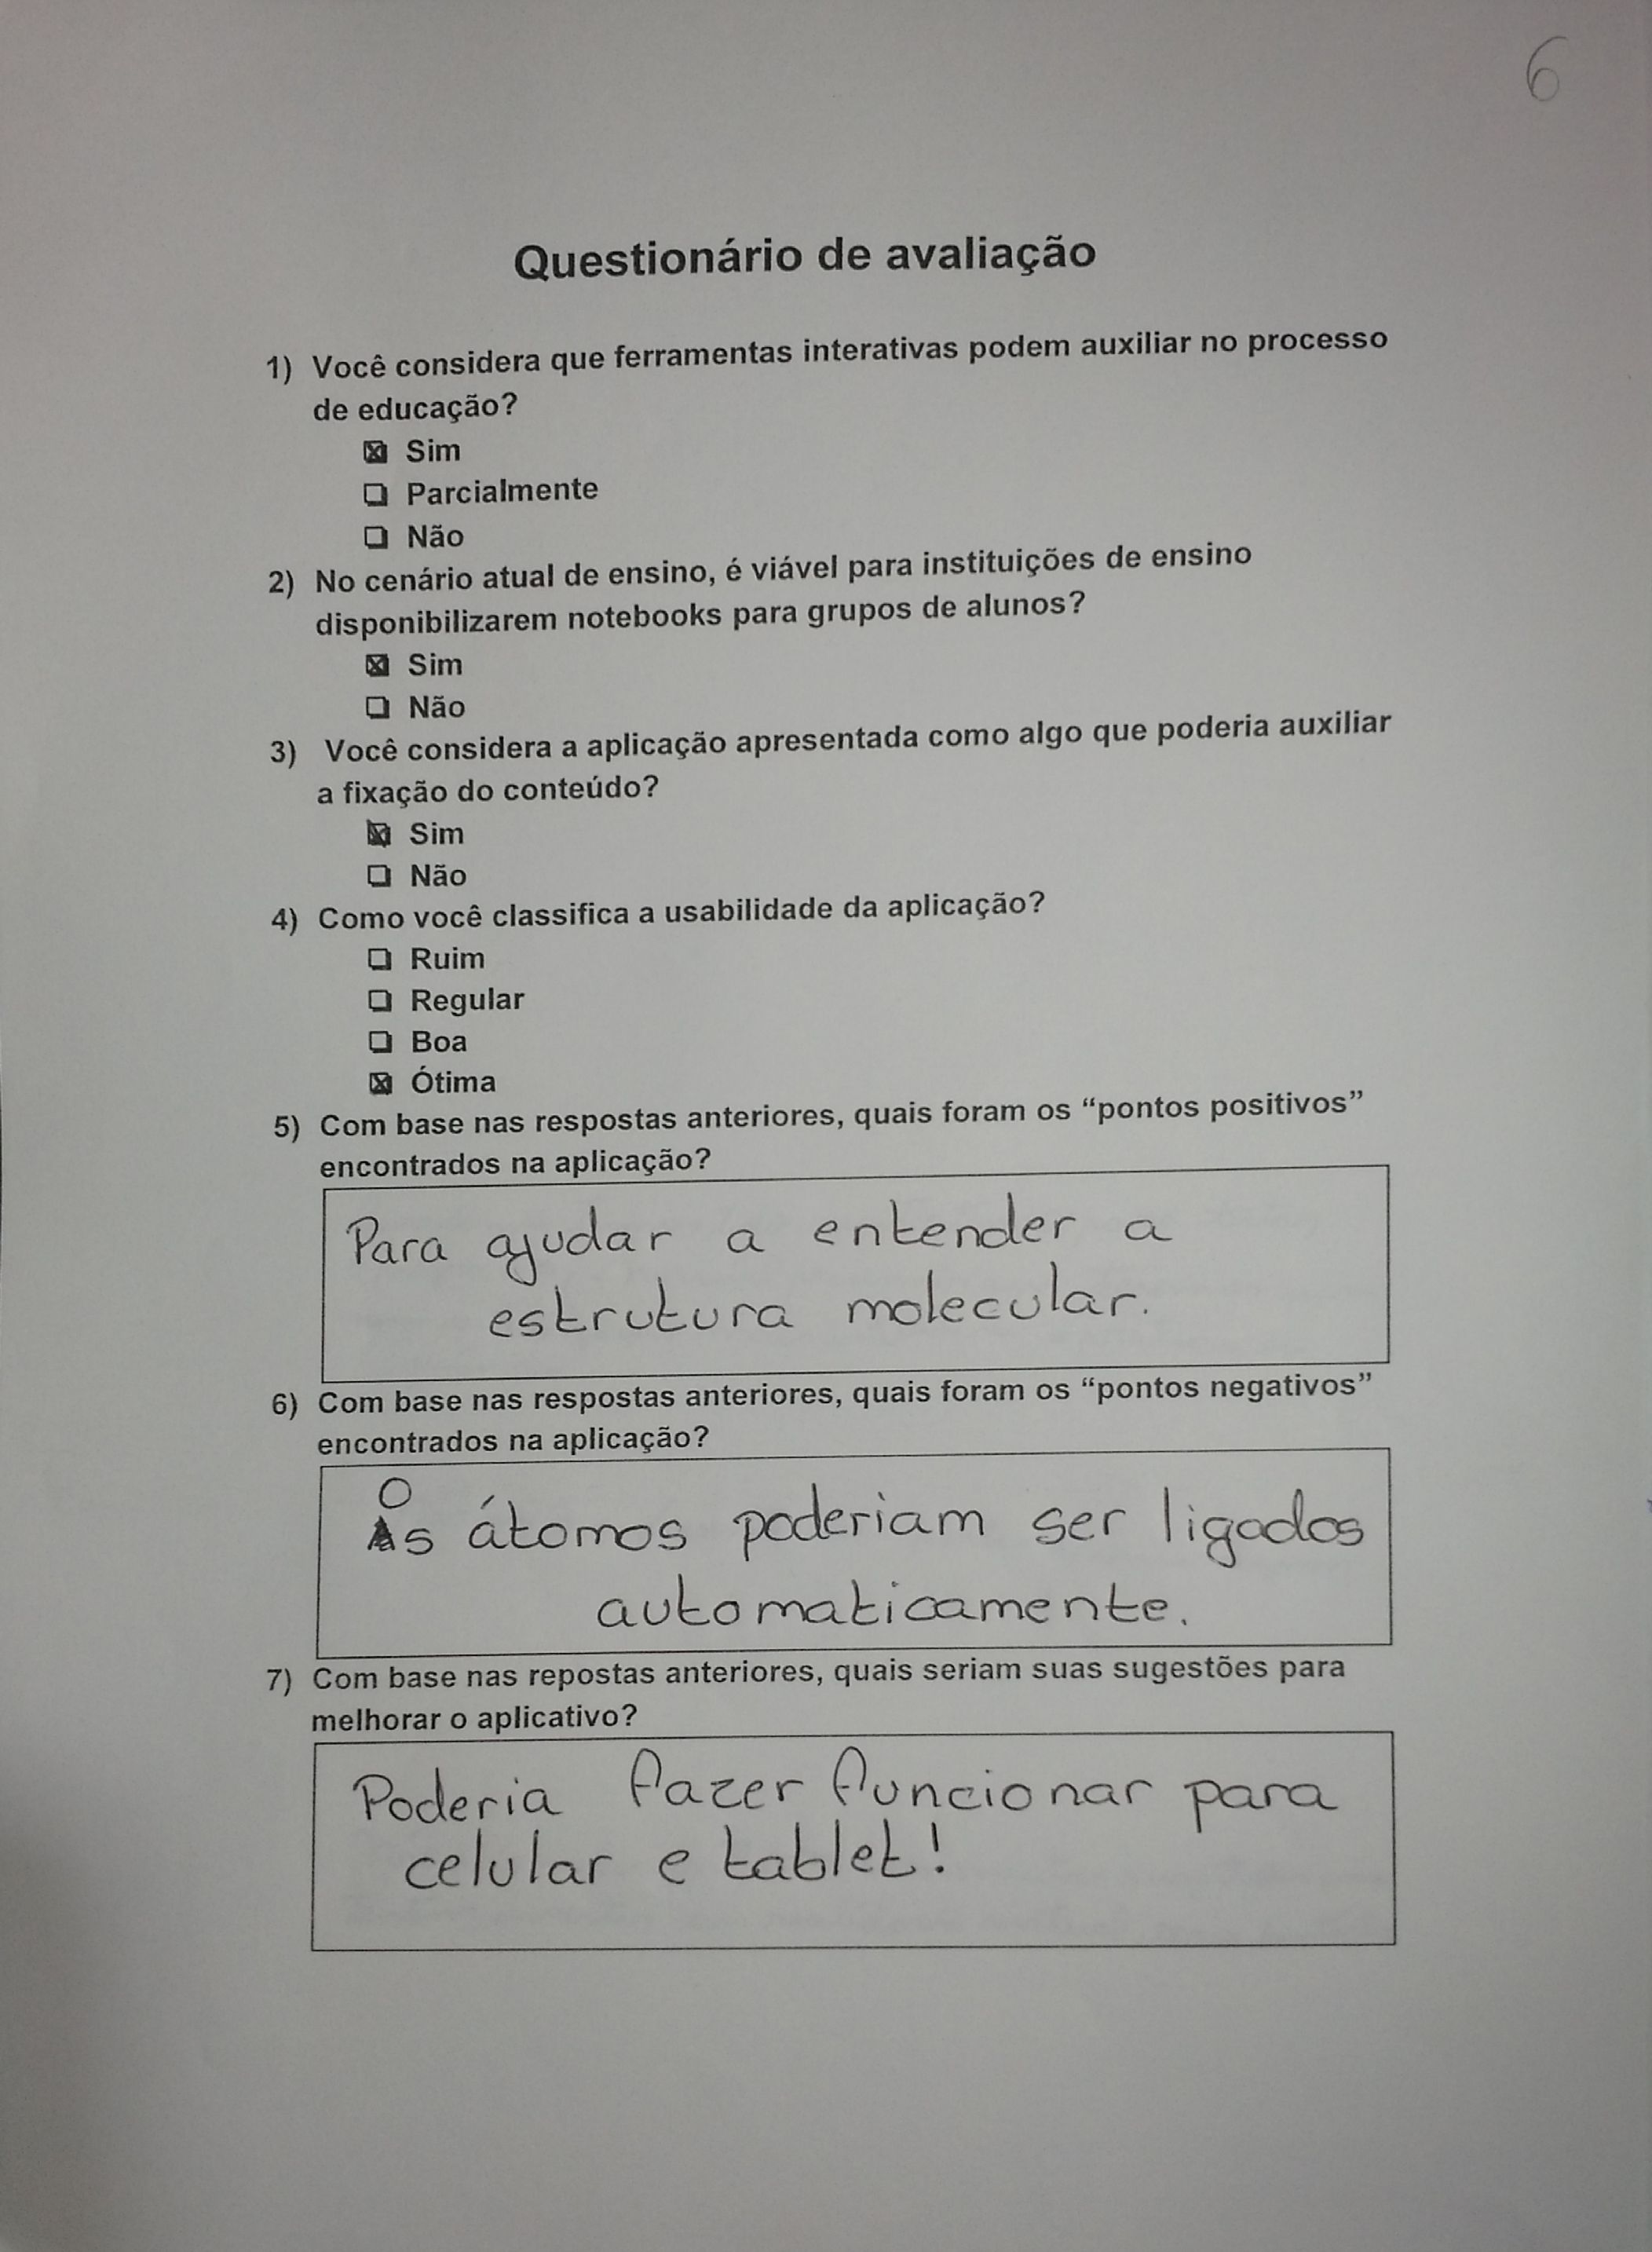 6
Questionário de avaliação
1) Você considera que ferramentas interativas podem auxiliar no processo
de educação?
☒ Sim
☐ Parcialmente
☐ Não
2) No cenário atual de ensino, é viável para instituições de ensino
disponibilizarem notebooks para grupos de alunos?
☒ Sim
☐ Não
3) Você considera a aplicação apresentada como algo que poderia auxiliar
a fixação do conteúdo?
☒ Sim
☐ Não
4) Como você classifica a usabilidade da aplicação?
☐ Ruim
☐ Regular
☐ Boa
☒ Ótima
5) Com base nas respostas anteriores, quais foram os “pontos positivos”
encontrados na aplicação?
Para ajudar a entender a
estrutura molecular.
6) Com base nas respostas anteriores, quais foram os “pontos negativos”
encontrados na aplicação?
Os átomos poderiam ser ligados
automaticamente.
7) Com base nas repostas anteriores, quais seriam suas sugestões para
melhorar o aplicativo?
Poderia fazer funcionar para
celular e tablet!